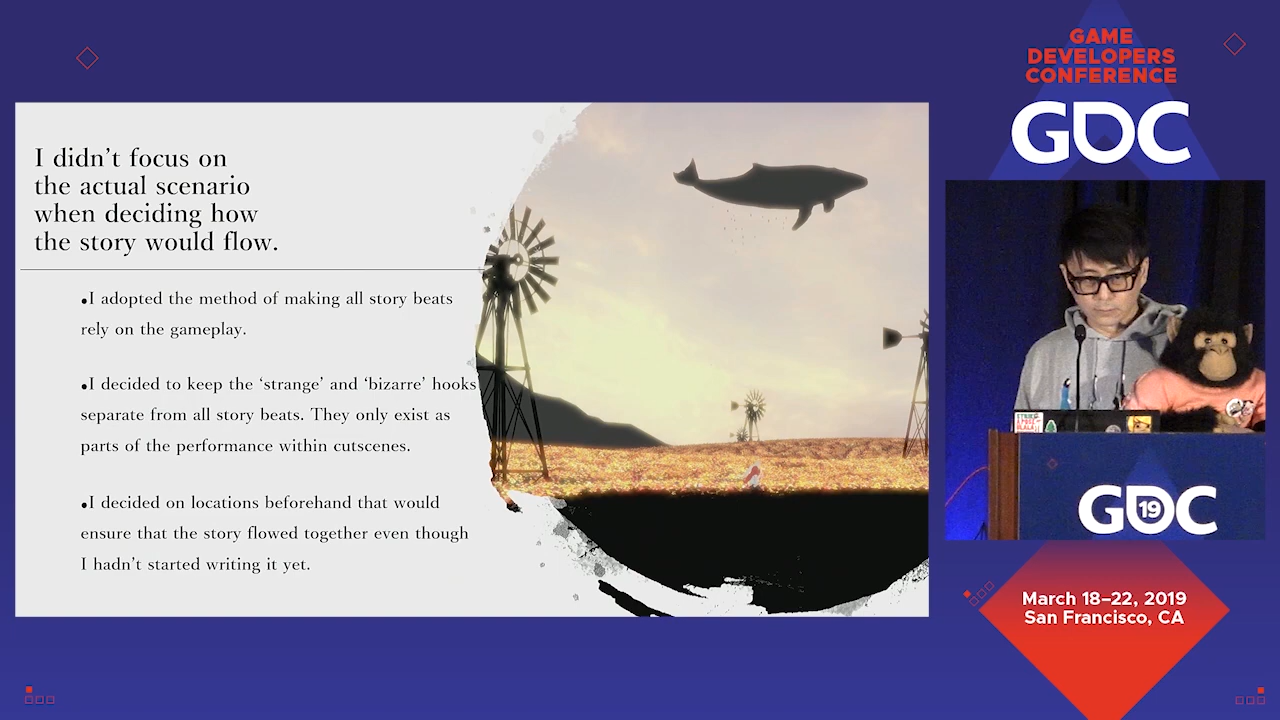 I didn't focus on
the actual scenario
when deciding how
the story would flow.
•I adopted the method of making all story beats
rely on the gameplay.
•I decided to keep the ‘strange’ and ‘bizarre’ hooks
separate from all story beats. They only exist as
parts of the performance within cutscenes.
•I decided on locations beforehand that would
ensure that the story flowed together even though
I hadn't started writing it yet.
GAME
DEVELOPERS
CONFERENCE
GDC
GDC
19
March 18–22, 2019
San Francisco, CA